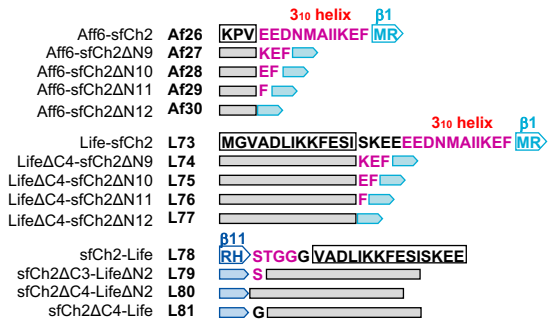 3₁₀ helix β1
Aff6-sfCh2 Af26 KPV EEDNMAIIKEF MR
Aff6-sfCh2ΔN9 Af27 KEF
Aff6-sfCh2ΔN10 Af28 EF
Aff6-sfCh2ΔN11 Af29 F
Aff6-sfCh2ΔN12 Af30
3₁₀ helix β1
Life-sfCh2 L73 MGVADLIKKFESI SKEEEEDNMAIIKEF MR
LifeΔC4-sfCh2ΔN9 L74 KEF
LifeΔC4-sfCh2ΔN10 L75 EF
LifeΔC4-sfCh2ΔN11 L76 F
LifeΔC4-sfCh2ΔN12 L77
β11
sfCh2-Life L78 RH STGGG VADLIKKFESISKEE
sfCh2ΔC3-LifeΔN2 L79 S
sfCh2ΔC4-LifeΔN2 L80
sfCh2ΔC4-Life L81 G